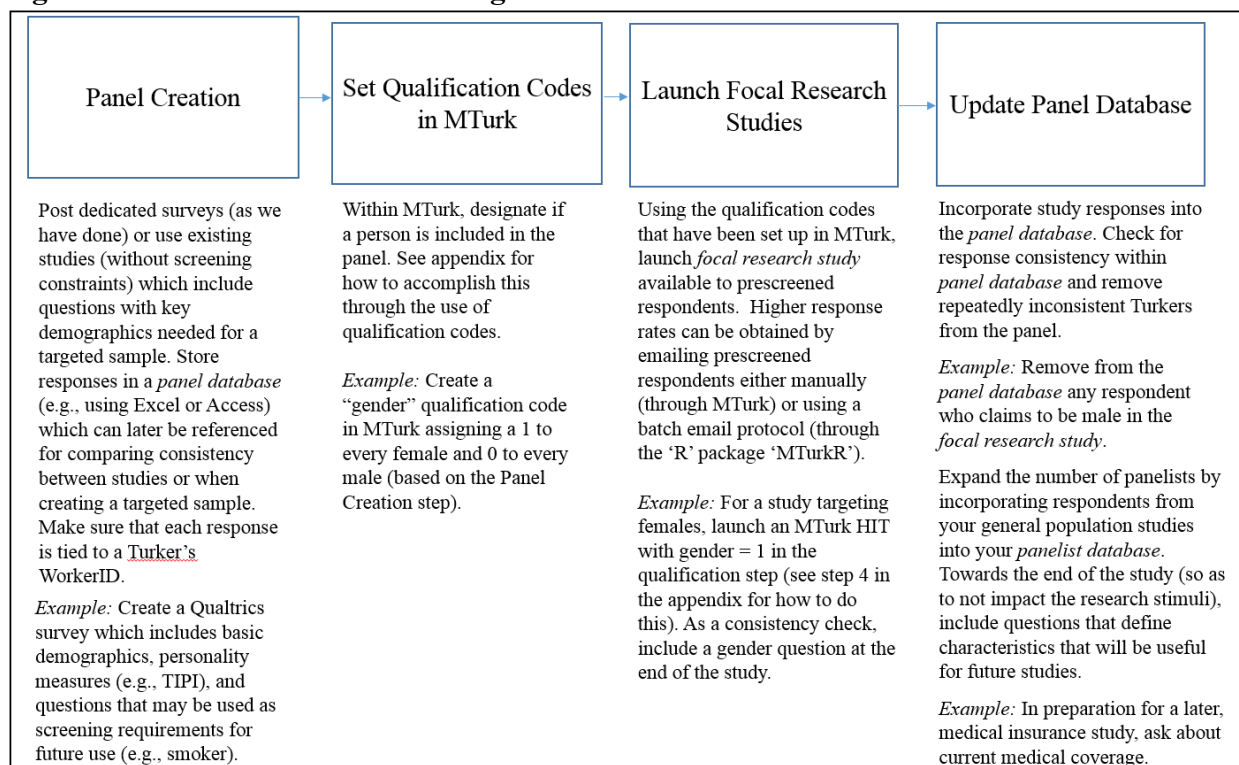 Panel Creation
Set Qualification Codes
in MTurk
Launch Focal Research
Studies
Update Panel Database
Post dedicated surveys (as we
have done) or use existing
studies (without screening
constraints) which include
questions with key
demographics needed for a
targeted sample. Store
responses in a panel database
(e.g., using Excel or Access)
which can later be referenced
for comparing consistency
between studies or when
creating a targeted sample.
Make sure that each response
is tied to a Turker’s
WorkerID.
Example: Create a Qualtrics
survey which includes basic
demographics, personality
measures (e.g., TIPI), and
questions that may be used as
screening requirements for
future use (e.g., smoker).
Within MTurk, designate if
a person is included in the
panel. See appendix for
how to accomplish this
through the use of
qualification codes.
Example: Create a
“gender” qualification code
in MTurk assigning a 1 to
every female and 0 to every
male (based on the Panel
Creation step).
Using the qualification codes
that have been set up in MTurk,
launch focal research study
available to prescreened
respondents.  Higher response
rates can be obtained by
emailing prescreened
respondents either manually
(through MTurk) or using a
batch email protocol (through
the ‘R’ package ‘MTurkR’).
Example: For a study targeting
females, launch an MTurk HIT
with gender = 1 in the
qualification step (see step 4 in
the appendix for how to do
this). As a consistency check,
include a gender question at the
end of the study.
Incorporate study responses into
the panel database. Check for
response consistency within
panel database and remove
repeatedly inconsistent Turkers
from the panel.
Example: Remove from the
panel database any respondent
who claims to be male in the
focal research study.
Expand the number of panelists by
incorporating respondents from
your general population studies
into your panelist database.
Towards the end of the study (so as
to not impact the research stimuli),
include questions that define
characteristics that will be useful
for future studies.
Example: In preparation for a later,
medical insurance study, ask about
current medical coverage.